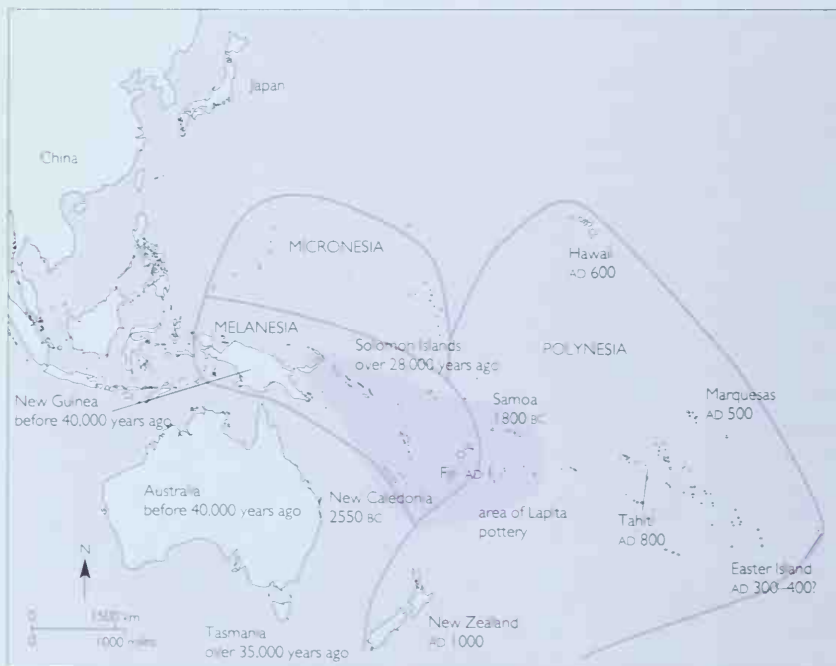 Japan
China
MICRONESIA
Hawaii
AD 600
MELANESIA
Solomon Islands
over 28 000 years ago
POLYNESIA
New Guinea
before 40,000 years ago
Samoa
1800 BC
Marquesas
AD 500
Australia
before 40,000 years ago
New Caledonia
2550 BC
area of Lapita
pottery
Tahiti
AD 800
Easter Island
AD 300–400?
N
0 1500 km
0 1000 miles
Tasmania
over 35,000 years ago
New Zealand
AD 1000